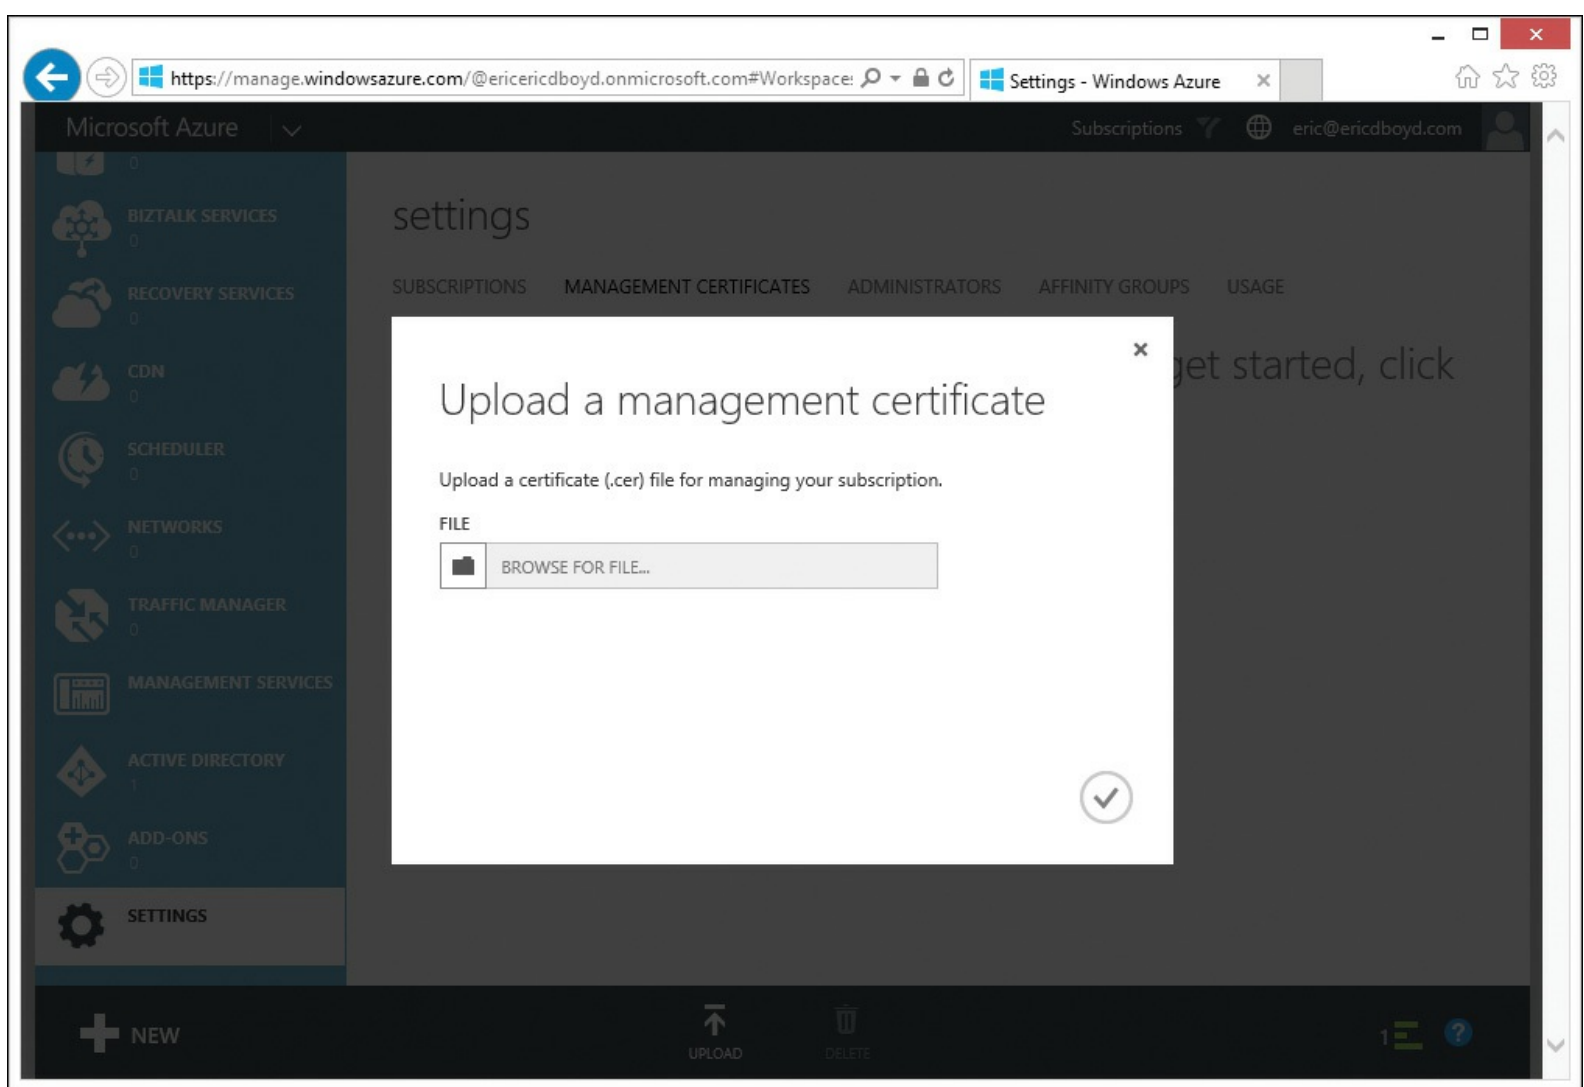 https://manage.windowsazure.com/@ericericdboyd.onmicrosoft.com#Workspace:
Settings - Windows Azure
Microsoft Azure
Subscriptions
eric@ericdboyd.com
0
BIZTALK SERVICES
0
RECOVERY SERVICES
0
CDN
0
SCHEDULER
0
NETWORKS
0
TRAFFIC MANAGER
0
MANAGEMENT SERVICES
ACTIVE DIRECTORY
1
ADD-ONS
0
SETTINGS
settings
SUBSCRIPTIONS MANAGEMENT CERTIFICATES ADMINISTRATORS AFFINITY GROUPS USAGE
get started, click
Upload a management certificate
Upload a certificate (.cer) file for managing your subscription.
FILE
BROWSE FOR FILE...
NEW
UPLOAD
DELETE
1
?